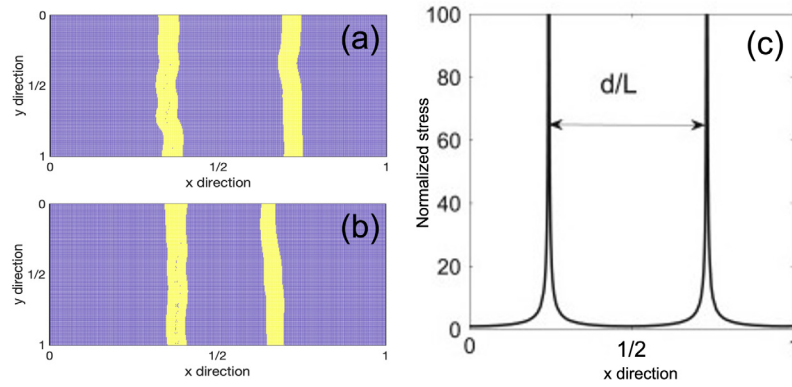 0
(a)
y direction
1/2
1
0
1/2
1
x direction
0
(b)
y direction
1/2
1
0
1/2
1
x direction
100
(c)
80
d/L
Normalized stress
60
40
20
0
0
1/2
1
x direction